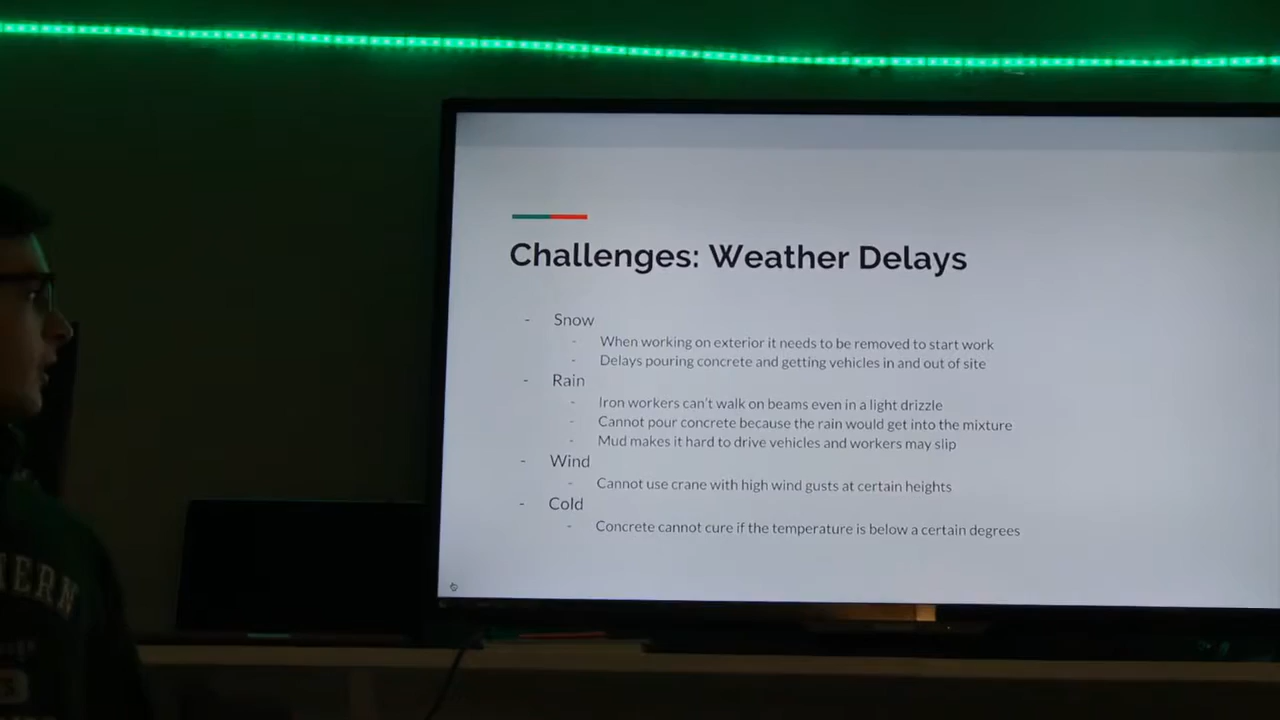 Challenges: Weather Delays
- Snow
- When working on exterior it needs to be removed to start work
- Delays pouring concrete and getting vehicles in and out of site
- Rain
- Iron workers can't walk on beams even in a light drizzle
- Cannot pour concrete because the rain would get into the mixture
- Mud makes it hard to drive vehicles and workers may slip
- Wind
- Cannot use crane with high wind gusts at certain heights
- Cold
- Concrete cannot cure if the temperature is below a certain degrees
HERN